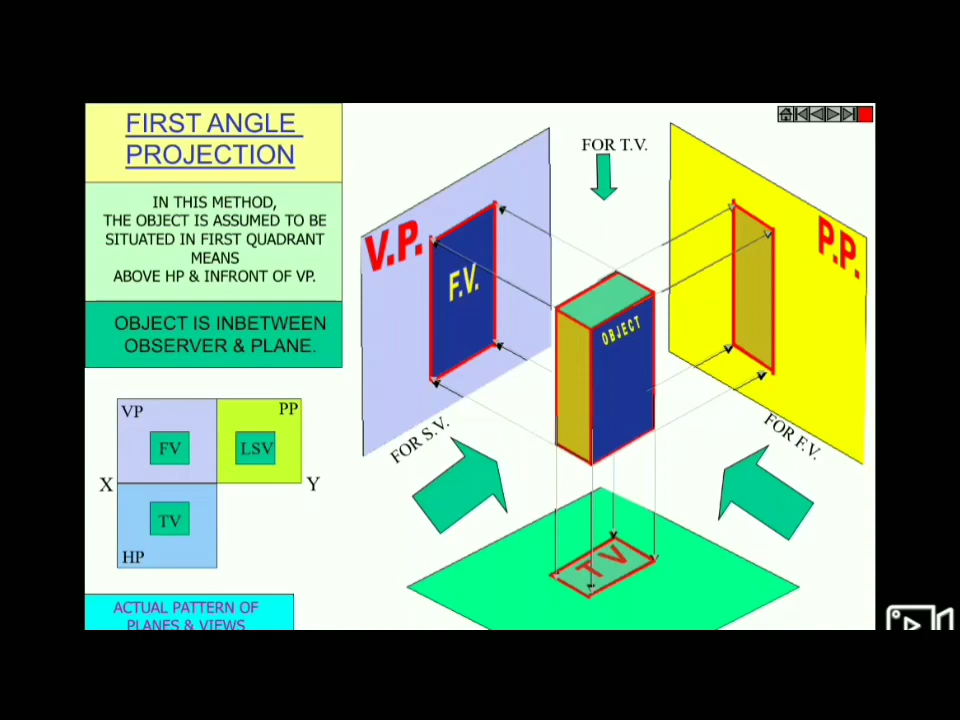 FIRST ANGLE
PROJECTION
IN THIS METHOD,
THE OBJECT IS ASSUMED TO BE
SITUATED IN FIRST QUADRANT
MEANS
ABOVE HP & INFRONT OF VP.
OBJECT IS INBETWEEN
OBSERVER & PLANE.
VP
PP
FV
LSV
X
Y
TV
HP
ACTUAL PATTERN OF
PLANES & VIEWS
FOR T.V.
V.P.
P.P.
F.V.
OBJECT
FOR S.V.
FOR F.V.
TV